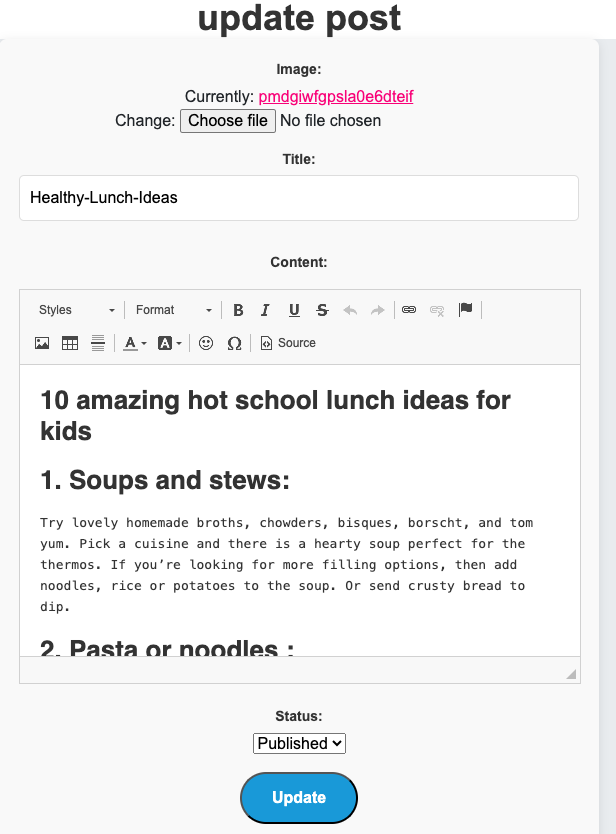 update post
Image:
Currently: pmdgiwfgpsla0e6dteif
Change: Choose file No file chosen
Title:
Healthy-Lunch-Ideas
Content:
Styles Format B I U S
A A Ω Source
10 amazing hot school lunch ideas for
kids
1. Soups and stews:
Try lovely homemade broths, chowders, bisques, borscht, and tom
yum. Pick a cuisine and there is a hearty soup perfect for the
thermos. If you’re looking for more filling options, then add
noodles, rice or potatoes to the soup. Or send crusty bread to
dip.
2. Pasta or noodles :
Status:
Published
Update